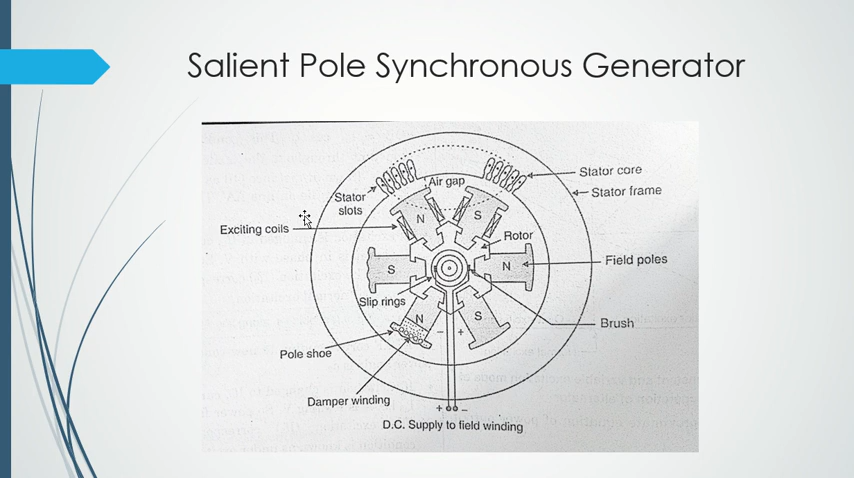 Salient Pole Synchronous Generator
Stator core
Air gap
Stator frame
Stator
slots
N
S
Exciting coils
Rotor
Field poles
S
N
Slip rings
N
S
Brush
− +
Pole shoe
Damper winding
+ −
D.C. Supply to field winding